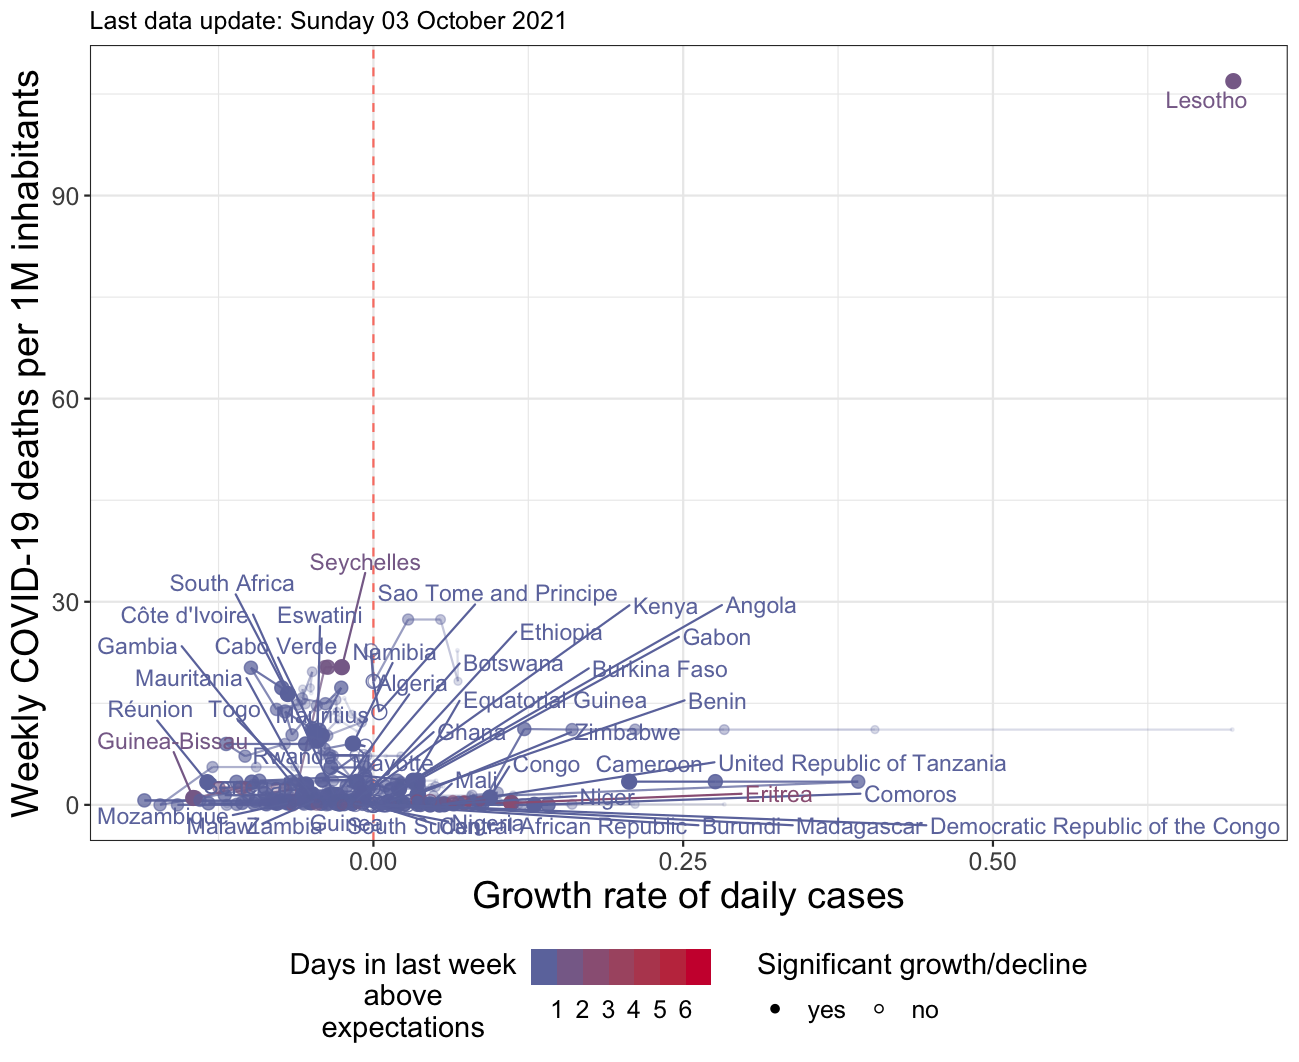 Last data update: Sunday 03 October 2021
Weekly COVID-19 deaths per 1M inhabitants
90
60
30
0
Lesotho
Seychelles
South Africa
Sao Tome and Principe
Kenya
Angola
Côte d'Ivoire
Eswatini
Ethiopia
Gabon
Gambia
Cabo Verde
Namibia
Botswana
Burkina Faso
Mauritania
Algeria
Equatorial Guinea
Benin
Réunion
Togo
Mauritius
Ghana
Zimbabwe
Guinea-Bissau
Rwanda
Mayotte
Congo
Cameroon
United Republic of Tanzania
Mali
Niger
Eritrea
Comoros
Mozambique
Malawi
Zambia
Guinea
South Sudan
Nigeria
Central African Republic
Burundi
Madagascar
Democratic Republic of the Congo
0.00
0.25
0.50
Growth rate of daily cases
Days in last week
above
expectations
1 2 3 4 5 6
Significant growth/decline
yes
no